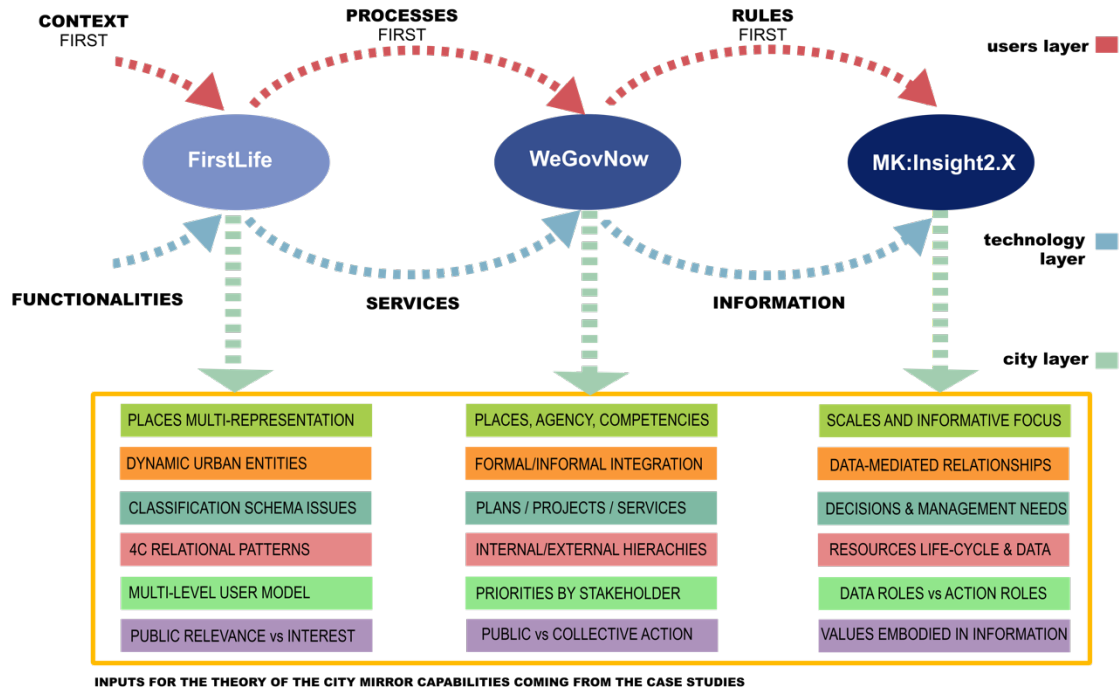 CONTEXT
FIRST
PROCESSES
FIRST
RULES
FIRST
users layer
FirstLife
WeGovNow
MK:Insight2.X
technology
layer
FUNCTIONALITIES
SERVICES
INFORMATION
city layer
PLACES MULTI-REPRESENTATION
PLACES, AGENCY, COMPETENCIES
SCALES AND INFORMATIVE FOCUS
DYNAMIC URBAN ENTITIES
FORMAL/INFORMAL INTEGRATION
DATA-MEDIATED RELATIONSHIPS
CLASSIFICATION SCHEMA ISSUES
PLANS / PROJECTS / SERVICES
DECISIONS & MANAGEMENT NEEDS
4C RELATIONAL PATTERNS
INTERNAL/EXTERNAL HIERACHIES
RESOURCES LIFE-CYCLE & DATA
MULTI-LEVEL USER MODEL
PRIORITIES BY STAKEHOLDER
DATA ROLES vs ACTION ROLES
PUBLIC RELEVANCE vs INTEREST
PUBLIC vs COLLECTIVE ACTION
VALUES EMBODIED IN INFORMATION
INPUTS FOR THE THEORY OF THE CITY MIRROR CAPABILITIES COMING FROM THE CASE STUDIES